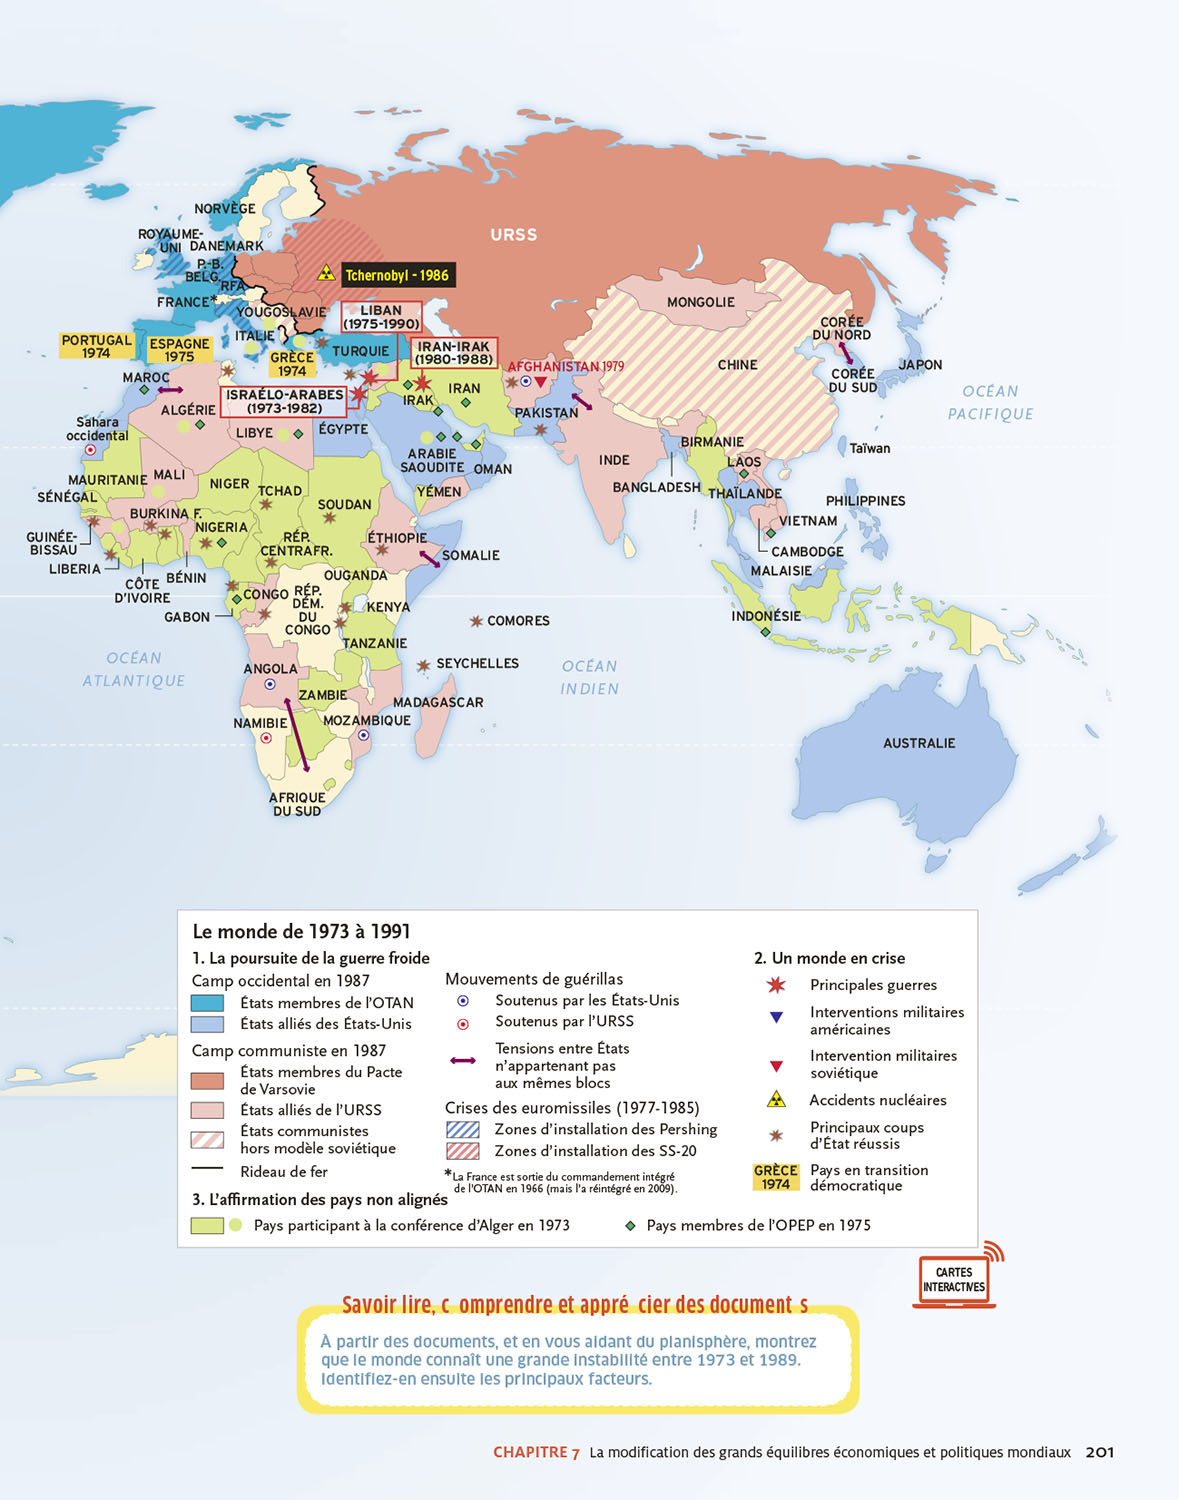 NORVÈGE
ROYAUME-
UNI
DANEMARK
P.-B.
BELG.
RFA
FRANCE*
URSS
Tchernobyl - 1986
YOUGOSLAVIE
LIBAN
(1975-1990)
ITALIE
PORTUGAL
1974
ESPAGNE
1975
GRÈCE
1974
TURQUIE
IRAN-IRAK
(1980-1988)
AFGHANISTAN 1979
MONGOLIE
CORÉE
DU NORD
CHINE
CORÉE
DU SUD
JAPON
OCÉAN
PACIFIQUE
MAROC
ISRAÉLO-ARABES
(1973-1982)
IRAK
IRAN
PAKISTAN
ALGÉRIE
LIBYE
ÉGYPTE
Sahara
occidental
ARABIE
SAOUDITE
OMAN
INDE
BIRMANIE
LAOS
Taïwan
BANGLADESH
THAÏLANDE
PHILIPPINES
MAURITANIE
MALI
NIGER
TCHAD
YÉMEN
SÉNÉGAL
SOUDAN
BURKINA F.
NIGERIA
VIETNAM
GUINÉE-
BISSAU
RÉP.
CENTRAFR.
ÉTHIOPIE
SOMALIE
CAMBODGE
LIBERIA
CÔTE
D'IVOIRE
BÉNIN
OUGANDA
MALAISIE
GABON
CONGO
RÉP.
DÉM.
DU
CONGO
KENYA
COMORES
INDONÉSIE
TANZANIE
OCÉAN
ATLANTIQUE
ANGOLA
SEYCHELLES
OCÉAN
INDIEN
ZAMBIE
MADAGASCAR
NAMIBIE
MOZAMBIQUE
AUSTRALIE
AFRIQUE
DU SUD
Le monde de 1973 à 1991
1. La poursuite de la guerre froide
Camp occidental en 1987
États membres de l'OTAN
États alliés des États-Unis
Camp communiste en 1987
États membres du Pacte
de Varsovie
États alliés de l'URSS
États communistes
hors modèle soviétique
Rideau de fer
Mouvements de guérillas
Soutenus par les États-Unis
Soutenus par l'URSS
Tensions entre États
n'appartenant pas
aux mêmes blocs
Crises des euromissiles (1977-1985)
Zones d'installation des Pershing
Zones d'installation des SS-20
*La France est sortie du commandement intégré
de l'OTAN en 1966 (mais l'a réintégré en 2009).
2. Un monde en crise
Principales guerres
Interventions militaires
américaines
Intervention militaires
soviétique
Accidents nucléaires
Principaux coups
d'État réussis
GRÈCE
1974
Pays en transition
démocratique
3. L'affirmation des pays non alignés
Pays participant à la conférence d'Alger en 1973
Pays membres de l'OPEP en 1975
CARTES
INTERACTIVES
Savoir lire, c omprendre et appré cier des document s
À partir des documents, et en vous aidant du planisphère, montrez
que le monde connaît une grande instabilité entre 1973 et 1989.
Identifiez-en ensuite les principaux facteurs.
CHAPITRE 7 La modification des grands équilibres économiques et politiques mondiaux 201